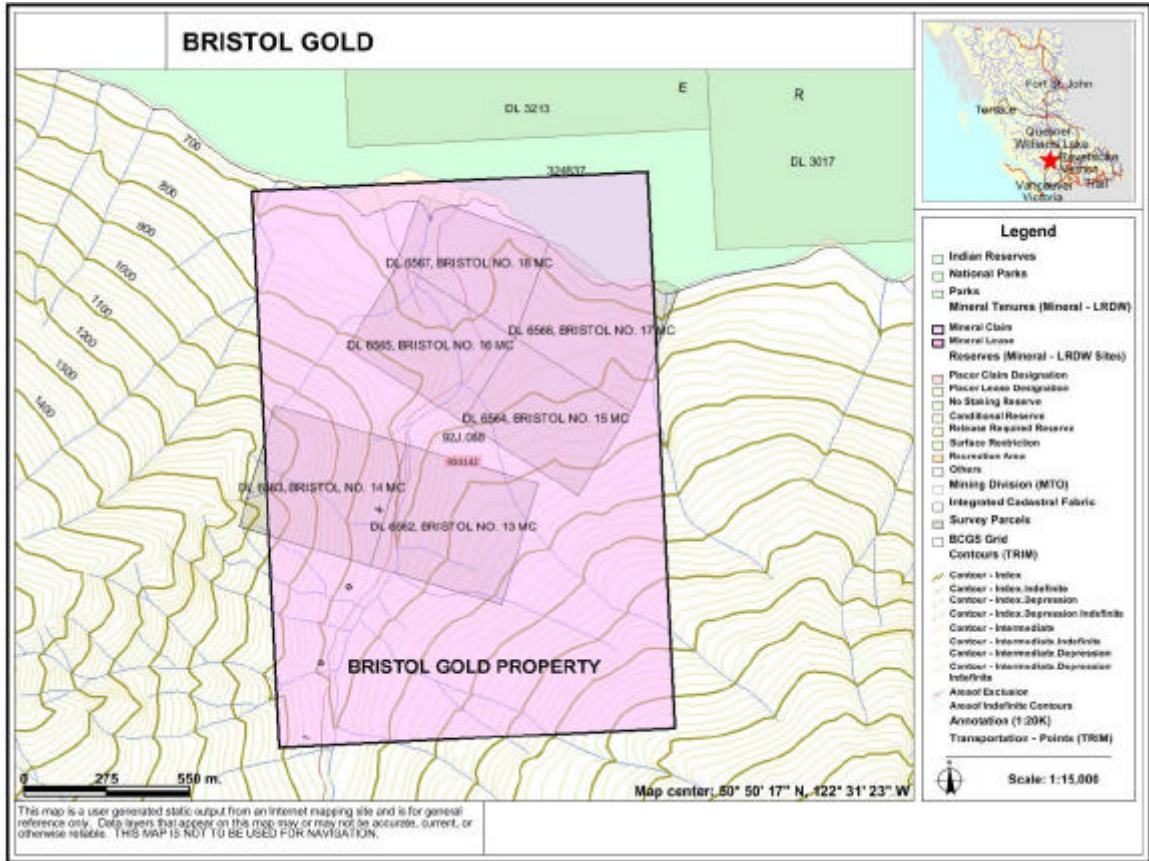 BRISTOL GOLD
E
R
DL 3213
DL 3017
324837
700
800
900
1000
1100
1200
1300
1400
DL 6567, BRISTOL NO. 18 MC
DL 6566, BRISTOL NO. 17 MC
DL 6565, BRISTOL NO. 16 MC
DL 6564, BRISTOL NO. 15 MC
92J.088
DL 6563, BRISTOL NO. 14 MC
DL 6562, BRISTOL NO. 13 MC
BRISTOL GOLD PROPERTY
0 275 550 m.
Map center: 50° 50' 17" N, 122° 31' 23" W
This map is a user generated static output from an Internet mapping site and is for general
reference only. Data layers that appear on this map may or may not be accurate, current, or
otherwise reliable. THIS MAP IS NOT TO BE USED FOR NAVIGATION.
Fort St. John
Terrace
Quesnel
Williams Lake
Revelstoke
Vernon
Vancouver
Trail
Victoria
Legend
Indian Reserves
National Parks
Parks
Mineral Tenures (Mineral - LRDW)
Mineral Claim
Mineral Lease
Reserves (Mineral - LRDW Sites)
Placer Claim Designation
Placer Lease Designation
No Staking Reserve
Conditional Reserve
Release Required Reserve
Surface Restriction
Recreation Area
Others
Mining Division (MTO)
Integrated Cadastral Fabric
Survey Parcels
BCGS Grid
Contours (TRIM)
Contour - Index
Contour - Index.Indefinite
Contour - Index.Depression
Contour - Index.Depression Indefinite
Contour - Intermediate
Contour - Intermediate.Indefinite
Contour - Intermediate.Depression
Contour - Intermediate.Depression
Indefinite
Area of Exclusion
Area of Indefinite Contours
Annotation (1:20K)
Transportation - Points (TRIM)
Scale: 1:15,000